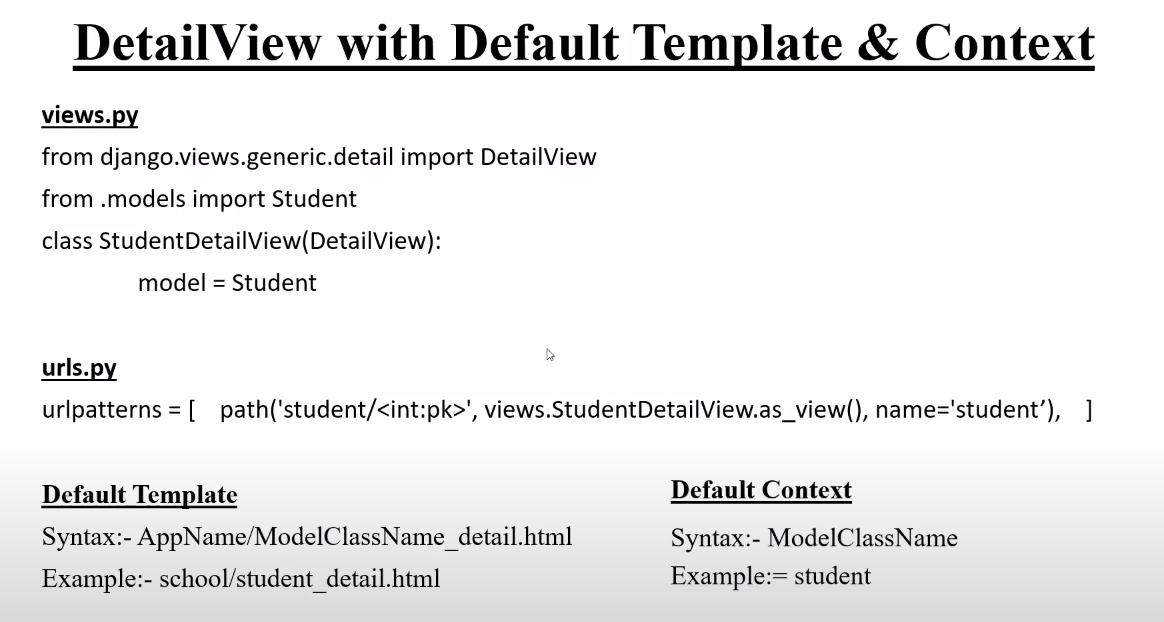 DetailView with Default Template & Context
views.py
from django.views.generic.detail import DetailView
from .models import Student
class StudentDetailView(DetailView):
model = Student
urls.py
urlpatterns = [ path('student/<int:pk>', views.StudentDetailView.as_view(), name='student’), ]
Default Template
Syntax:- AppName/ModelClassName_detail.html
Example:- school/student_detail.html
Default Context
Syntax:- ModelClassName
Example:= student